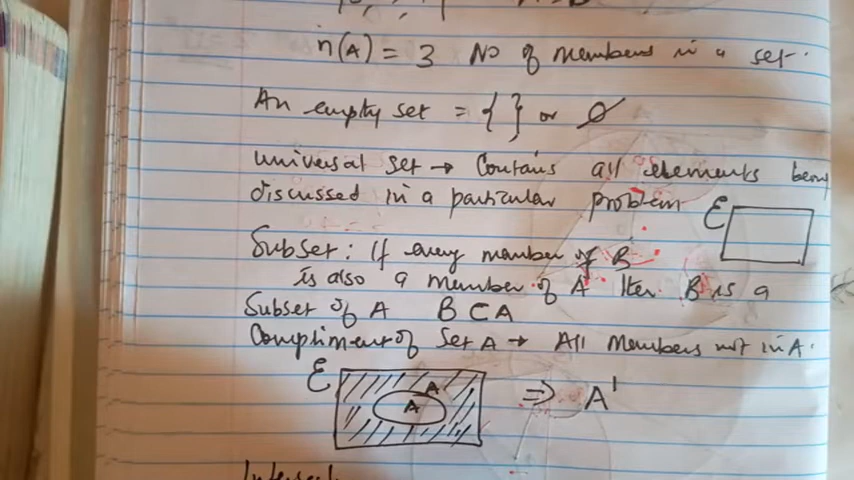 n(A) = 3 No of members in a set.
An empty set = { } or Ø
Universal set → Contains all elements being
discussed in a particular problem ℰ
Subset: If every member of B
is also a member of A then B is a
Subset of A B ⊂ A
Compliment of Set A → All Members not in A.
ℰ A A' ⇒ A'